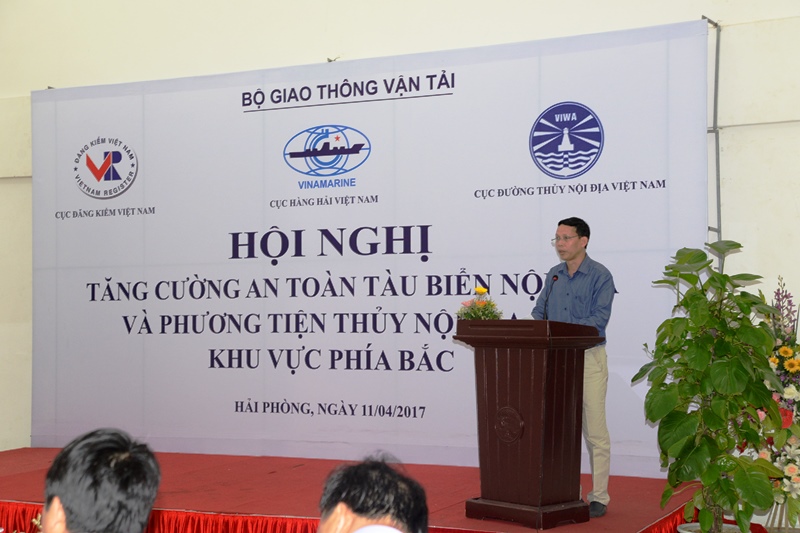 BỘ GIAO THÔNG VẬN TẢI
ĐĂNG KIỂM VIỆT NAM
VR
VIETNAM REGISTER
CỤC ĐĂNG KIỂM VIỆT NAM
VINAMARINE
CỤC HÀNG HẢI VIỆT NAM
VIWA
CỤC ĐƯỜNG THỦY NỘI ĐỊA VIỆT NAM
HỘI NGHỊ
TĂNG CƯỜNG AN TOÀN TÀU BIỂN NỘI
VÀ PHƯƠNG TIỆN THỦY NỘI
KHU VỰC PHÍA BẮC
HẢI PHÒNG, NGÀY 11/04/2017